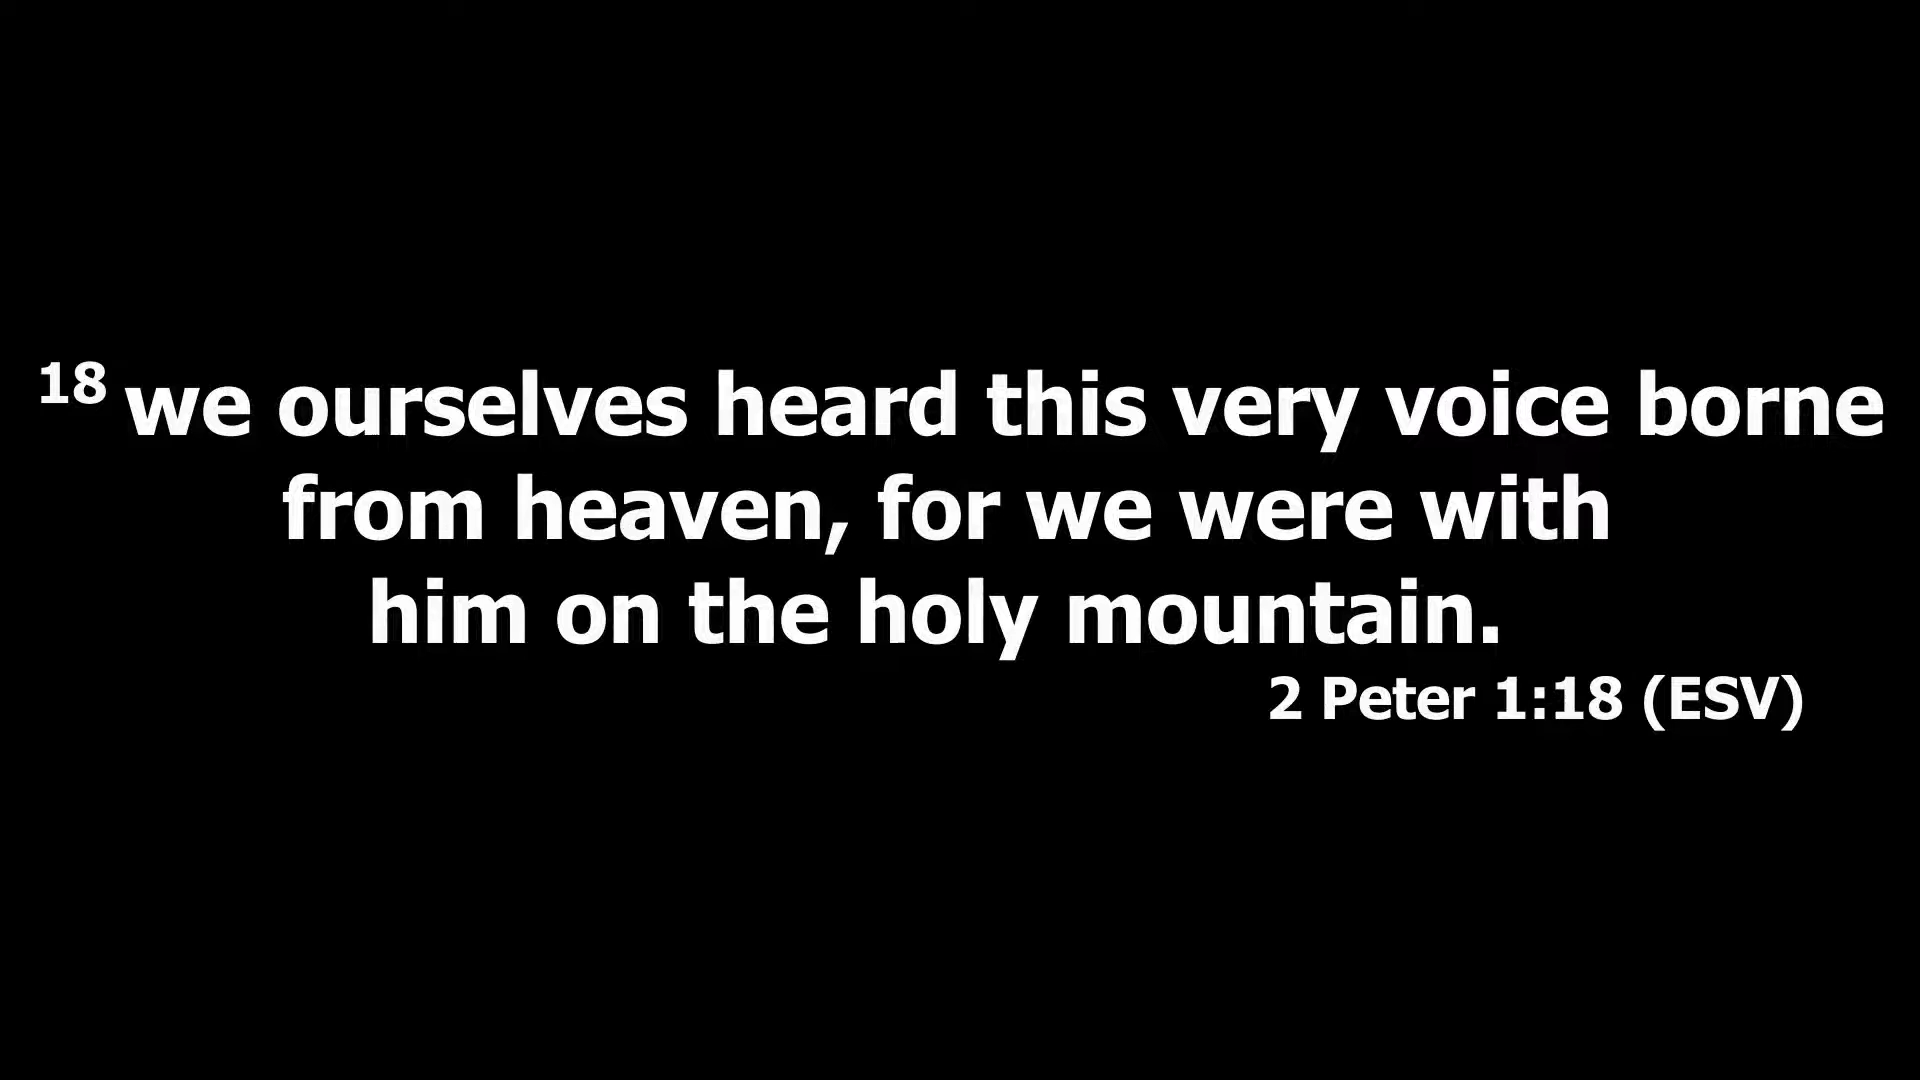 18 we ourselves heard this very voice borne
from heaven, for we were with
him on the holy mountain.
2 Peter 1:18 (ESV)